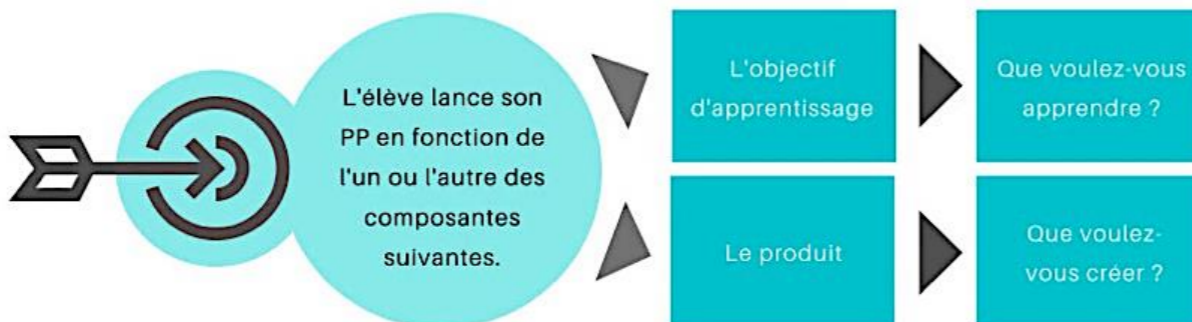 L'élève lance son
PP en fonction de
l'un ou l'autre des
composantes
suivantes.
L'objectif
d'apprentissage
Que voulez-vous
apprendre ?
Le produit
Que voulez-
vous créer ?